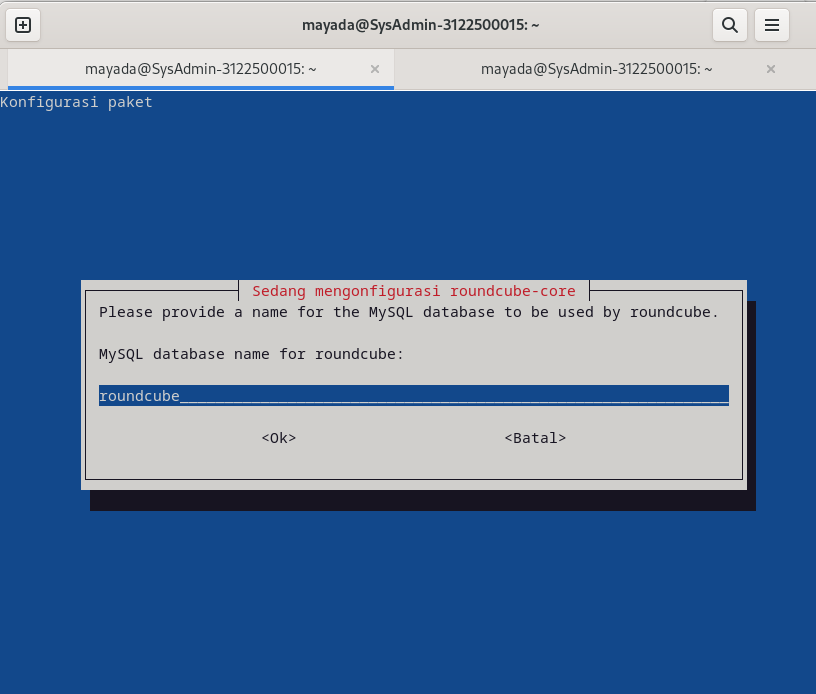 mayada@SysAdmin-3122500015: ~
mayada@SysAdmin-3122500015: ~ × mayada@SysAdmin-3122500015: ~ ×
Konfigurasi paket
Sedang mengonfigurasi roundcube-core
Please provide a name for the MySQL database to be used by roundcube.
MySQL database name for roundcube:
roundcube______________________________________________________________
<Ok> <Batal>